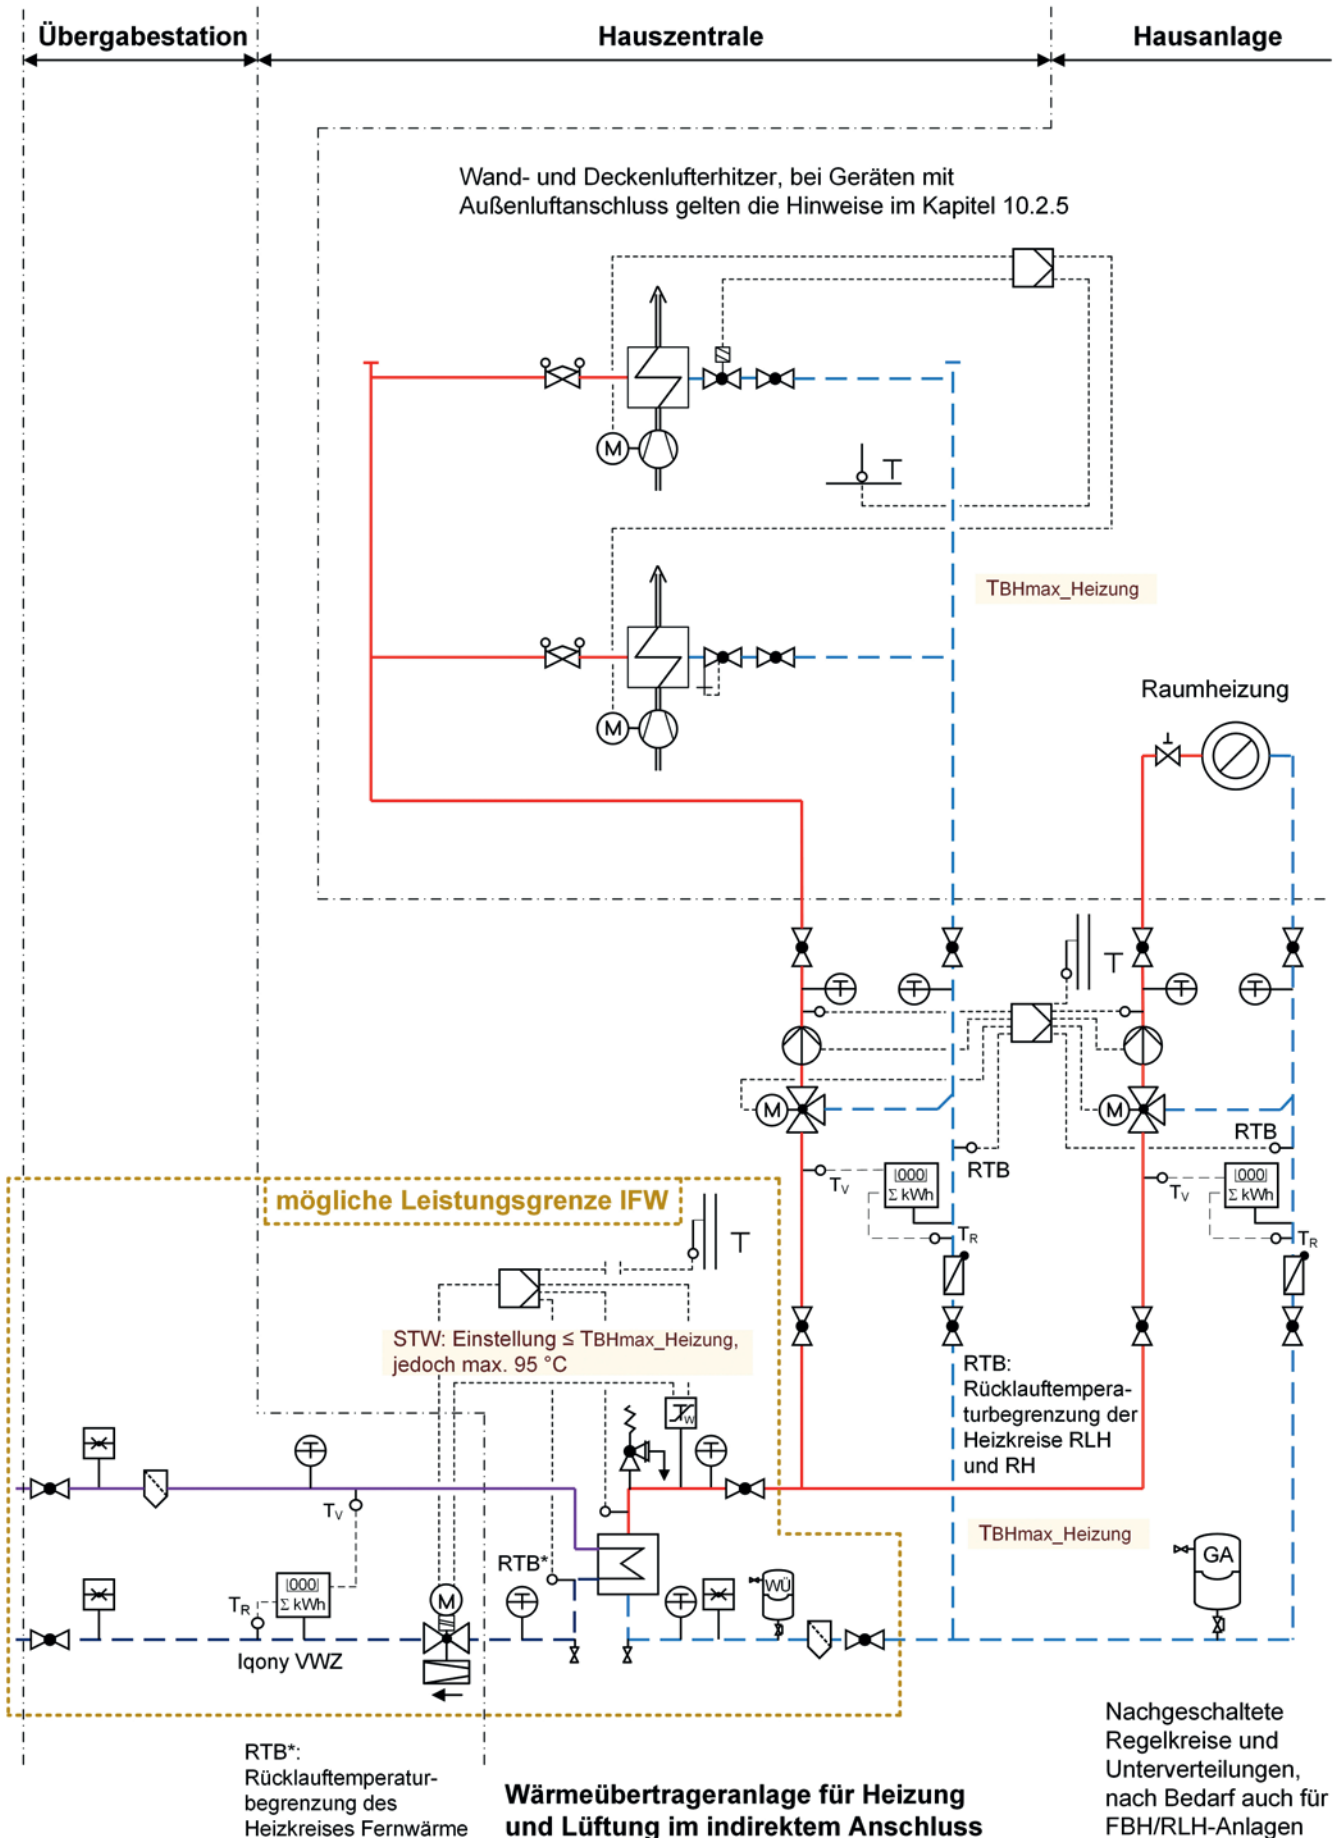 Übergabestation
Hauszentrale
Hausanlage
Wand- und Deckenlufterhitzer, bei Geräten mit
Außenluftanschluss gelten die Hinweise im Kapitel 10.2.5
M
T
TBHmax_Heizung
M
Raumheizung
T
T
T
T
T
M
M
RTB
RTB
TV
000
Σ kWh
TR
TV
000
Σ kWh
TR
mögliche Leistungsgrenze IFW
T
STW: Einstellung ≤ TBHmax_Heizung,
jedoch max. 95 °C
RTB:
Rücklauftempera-
turbegrenzung der
Heizkreise RLH
und RH
TW
T
T
TV
TBHmax_Heizung
RTB*
GA
WÜ
000
Σ kWh
TR
M
T
T
Iqony VWZ
RTB*:
Rücklauftemperatur-
begrenzung des
Heizkreises Fernwärme
Wärmeübertrageranlage für Heizung
und Lüftung im indirektem Anschluss
Nachgeschaltete
Regelkreise und
Unterverteilungen,
nach Bedarf auch für
FBH/RLH-Anlagen